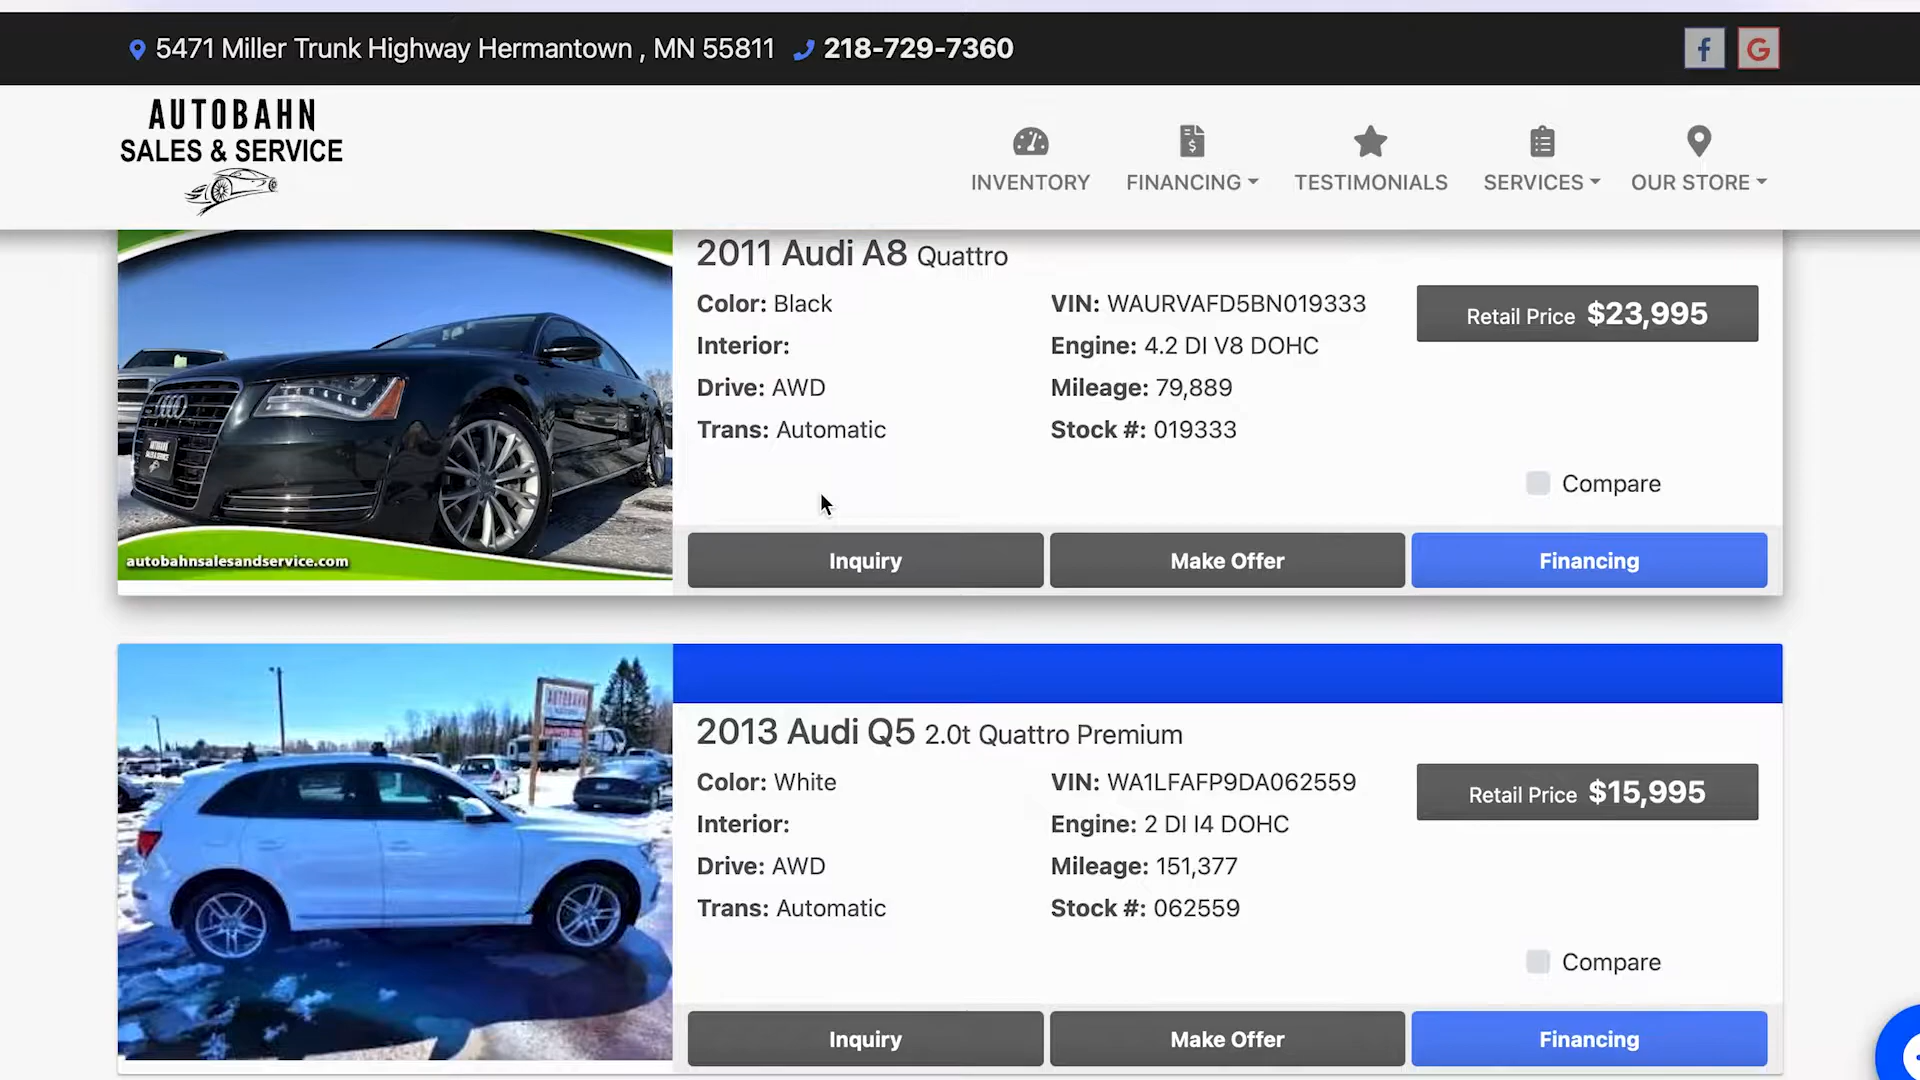 5471 Miller Trunk Highway Hermantown , MN 55811 218-729-7360
AUTOBAHN
SALES & SERVICE
INVENTORY
FINANCING
TESTIMONIALS
SERVICES
OUR STORE
autobahnsalesandservice.com
2011 Audi A8 Quattro
Color: Black
Interior:
Drive: AWD
Trans: Automatic
VIN: WAURVAFD5BN019333
Engine: 4.2 DI V8 DOHC
Mileage: 79,889
Stock #: 019333
Retail Price $23,995
Compare
Inquiry
Make Offer
Financing
AUTOBAHN
2013 Audi Q5 2.0t Quattro Premium
Color: White
Interior:
Drive: AWD
Trans: Automatic
VIN: WA1LFAFP9DA062559
Engine: 2 DI I4 DOHC
Mileage: 151,377
Stock #: 062559
Retail Price $15,995
Compare
Inquiry
Make Offer
Financing